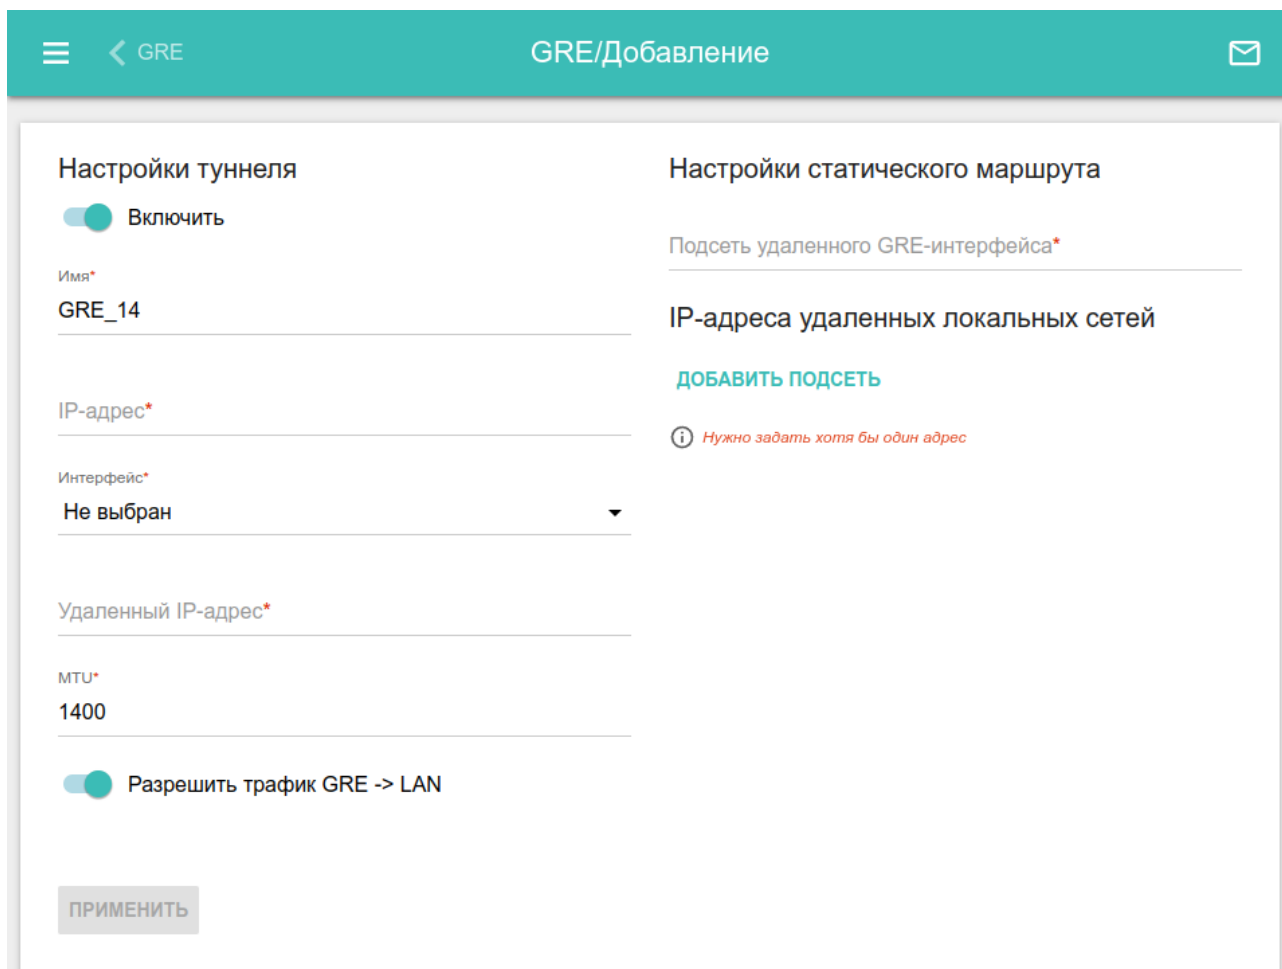 GRE
GRE/Добавление
Настройки туннеля
Включить
Имя*
GRE_14
IP-адрес*
Интерфейс*
Не выбран
Удаленный IP-адрес*
MTU*
1400
Разрешить трафик GRE -> LAN
ПРИМЕНИТЬ
Настройки статического маршрута
Подсеть удаленного GRE-интерфейса*
IP-адреса удаленных локальных сетей
ДОБАВИТЬ ПОДСЕТЬ
Нужно задать хотя бы один адрес